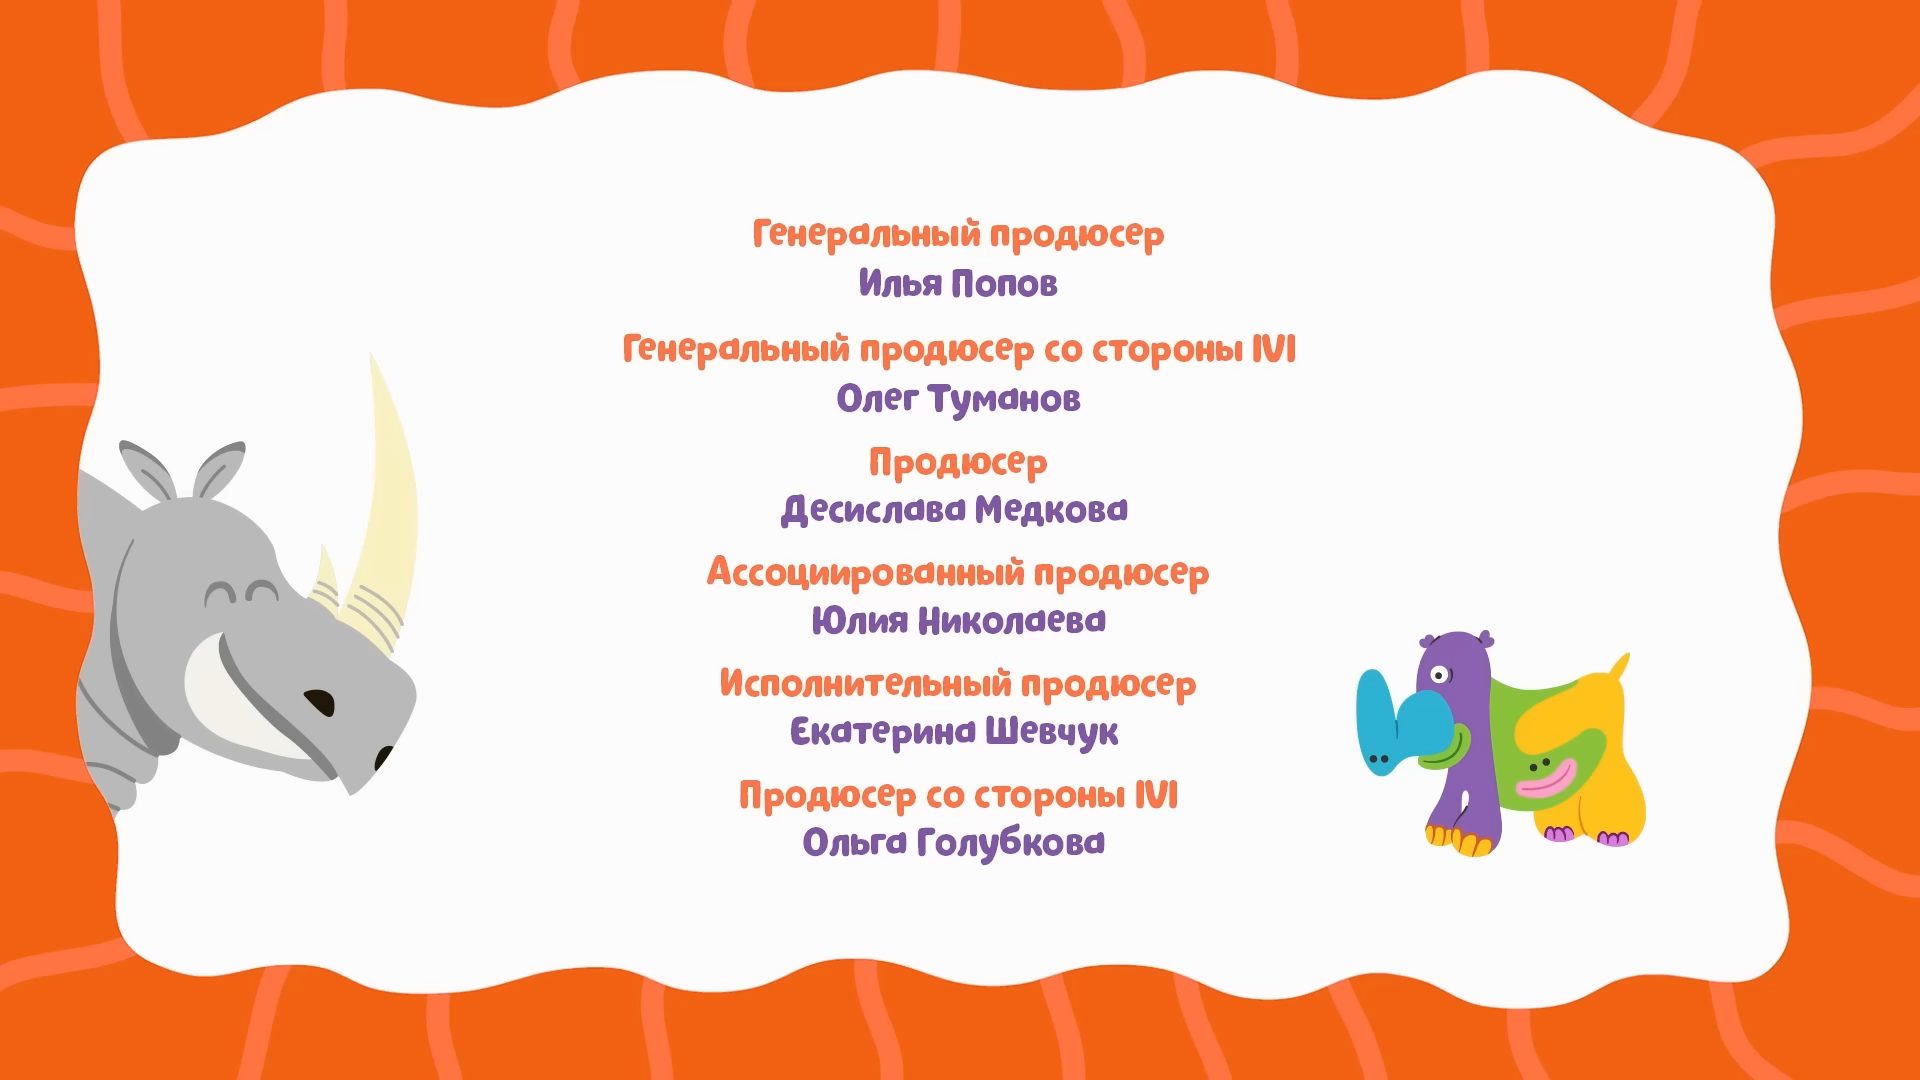 Генеральный продюсер
Илья Попов
Генеральный продюсер со стороны IVI
Олег Туманов
Продюсер
Десислава Медкова
Ассоциированный продюсер
Юлия Николаева
Исполнительный продюсер
Екатерина Шевчук
Продюсер со стороны IVI
Ольга Голубкова